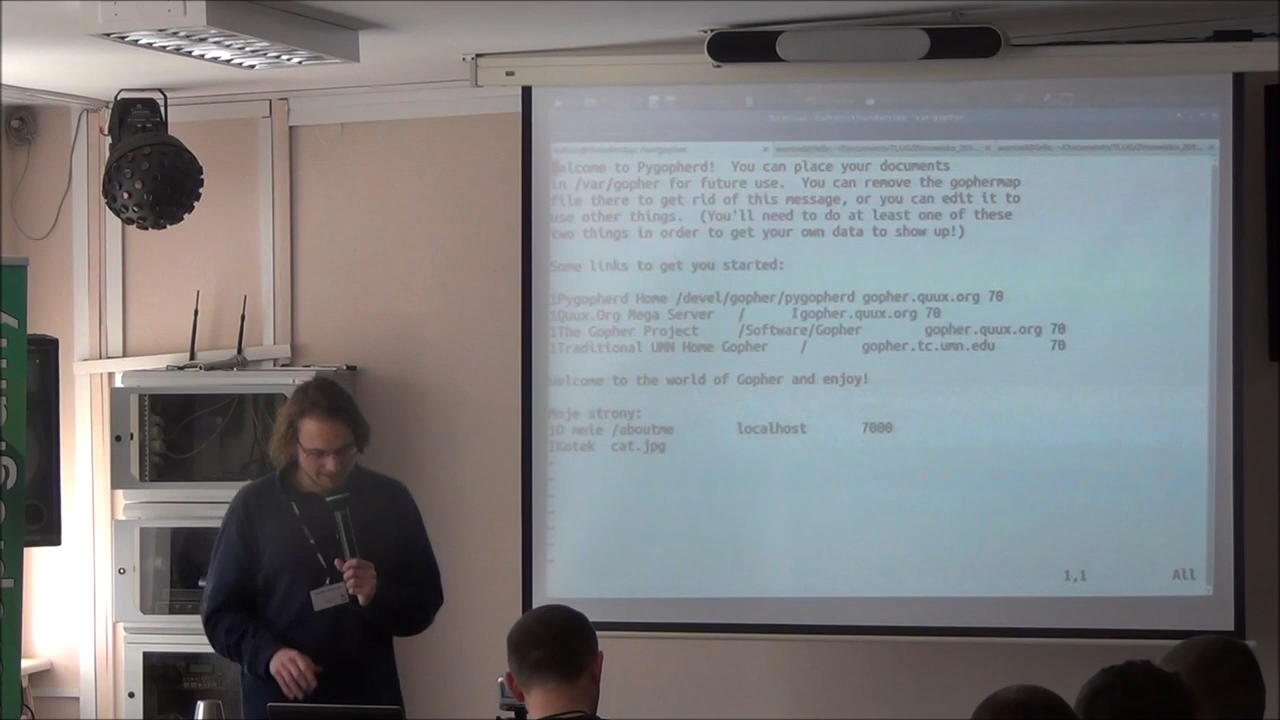 Welcome to Pygopherd!  You can place your documents
in /var/gopher for future use.  You can remove the gophermap
file there to get rid of this message, or you can edit it to
use other things.  (You'll need to do at least one of these
two things in order to get your own data to show up!)
Some links to get you started:
1Pygopherd Home /devel/gopher/pygopherd gopher.quux.org 70
1Quux.Org Mega Server   /       gopher.quux.org 70
1The Gopher Project     /Software/Gopher        gopher.quux.org 70
1Traditional UMN Home Gopher    /       gopher.tc.umn.edu       70
Welcome to the world of Gopher and enjoy!
Moje strony:
1O mnie /aboutme        localhost       7000
IKotek  cat.jpg
~
~
~
~
~
~
1,1     All